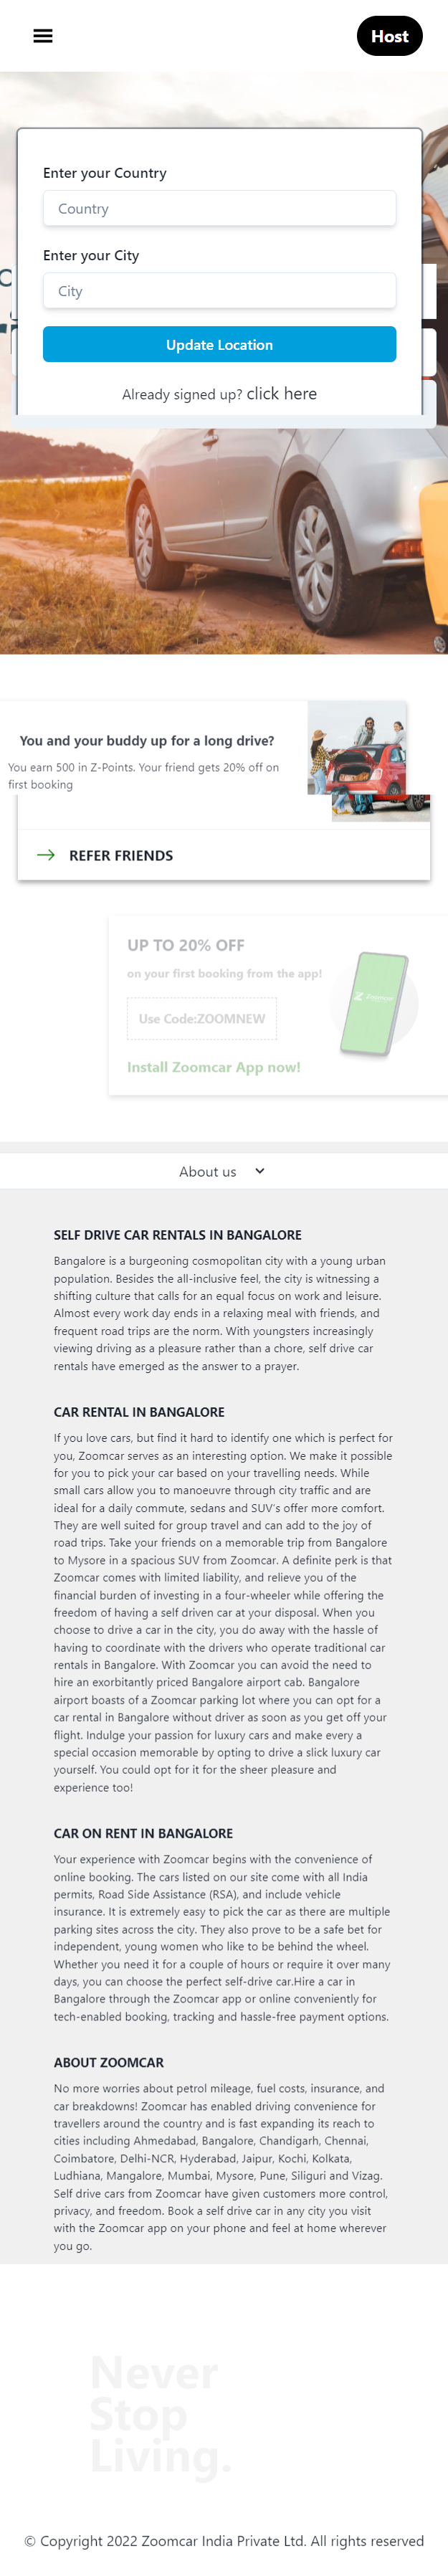 Host
Enter your Country
Country
Enter your City
City
Update Location
Already signed up? click here
You and your buddy up for a long drive?
You earn 500 in Z-Points. Your friend gets 20% off on
first booking
REFER FRIENDS
UP TO 20% OFF
on your first booking from the app!
Use Code:ZOOMNEW
Zoomcar
Install Zoomcar App now!
About us
SELF DRIVE CAR RENTALS IN BANGALORE
Bangalore is a burgeoning cosmopolitan city with a young urban
population. Besides the all-inclusive feel, the city is witnessing a
shifting culture that calls for an equal focus on work and leisure.
Almost every work day ends in a relaxing meal with friends, and
frequent road trips are the norm. With youngsters increasingly
viewing driving as a pleasure rather than a chore, self drive car
rentals have emerged as the answer to a prayer.
CAR RENTAL IN BANGALORE
If you love cars, but find it hard to identify one which is perfect for
you, Zoomcar serves as an interesting option. We make it possible
for you to pick your car based on your travelling needs. While
small cars allow you to manoeuvre through city traffic and are
ideal for a daily commute, sedans and SUV's offer more comfort.
They are well suited for group travel and can add to the joy of
road trips. Take your friends on a memorable trip from Bangalore
to Mysore in a spacious SUV from Zoomcar. A definite perk is that
Zoomcar comes with limited liability, and relieve you of the
financial burden of investing in a four-wheeler while offering the
freedom of having a self driven car at your disposal. When you
choose to drive a car in the city, you do away with the hassle of
having to coordinate with the drivers who operate traditional car
rentals in Bangalore. With Zoomcar you can avoid the need to
hire an exorbitantly priced Bangalore airport cab. Bangalore
airport boasts of a Zoomcar parking lot where you can opt for a
car rental in Bangalore without driver as soon as you get off your
flight. Indulge your passion for luxury cars and make every a
special occasion memorable by opting to drive a slick luxury car
yourself. You could opt for it for the sheer pleasure and
experience too!
CAR ON RENT IN BANGALORE
Your experience with Zoomcar begins with the convenience of
online booking. The cars listed on our site come with all India
permits, Road Side Assistance (RSA), and include vehicle
insurance. It is extremely easy to pick the car as there are multiple
parking sites across the city. They also prove to be a safe bet for
independent, young women who like to be behind the wheel.
Whether you need it for a couple of hours or require it over many
days, you can choose the perfect self-drive car.Hire a car in
Bangalore through the Zoomcar app or online conveniently for
tech-enabled booking, tracking and hassle-free payment options.
ABOUT ZOOMCAR
No more worries about petrol mileage, fuel costs, insurance, and
car breakdowns! Zoomcar has enabled driving convenience for
travellers around the country and is fast expanding its reach to
cities including Ahmedabad, Bangalore, Chandigarh, Chennai,
Coimbatore, Delhi-NCR, Hyderabad, Jaipur, Kochi, Kolkata,
Ludhiana, Mangalore, Mumbai, Mysore, Pune, Siliguri and Vizag.
Self drive cars from Zoomcar have given customers more control,
privacy, and freedom. Book a self drive car in any city you visit
with the Zoomcar app on your phone and feel at home wherever
you go.
Never
Stop
Living.
© Copyright 2022 Zoomcar India Private Ltd. All rights reserved